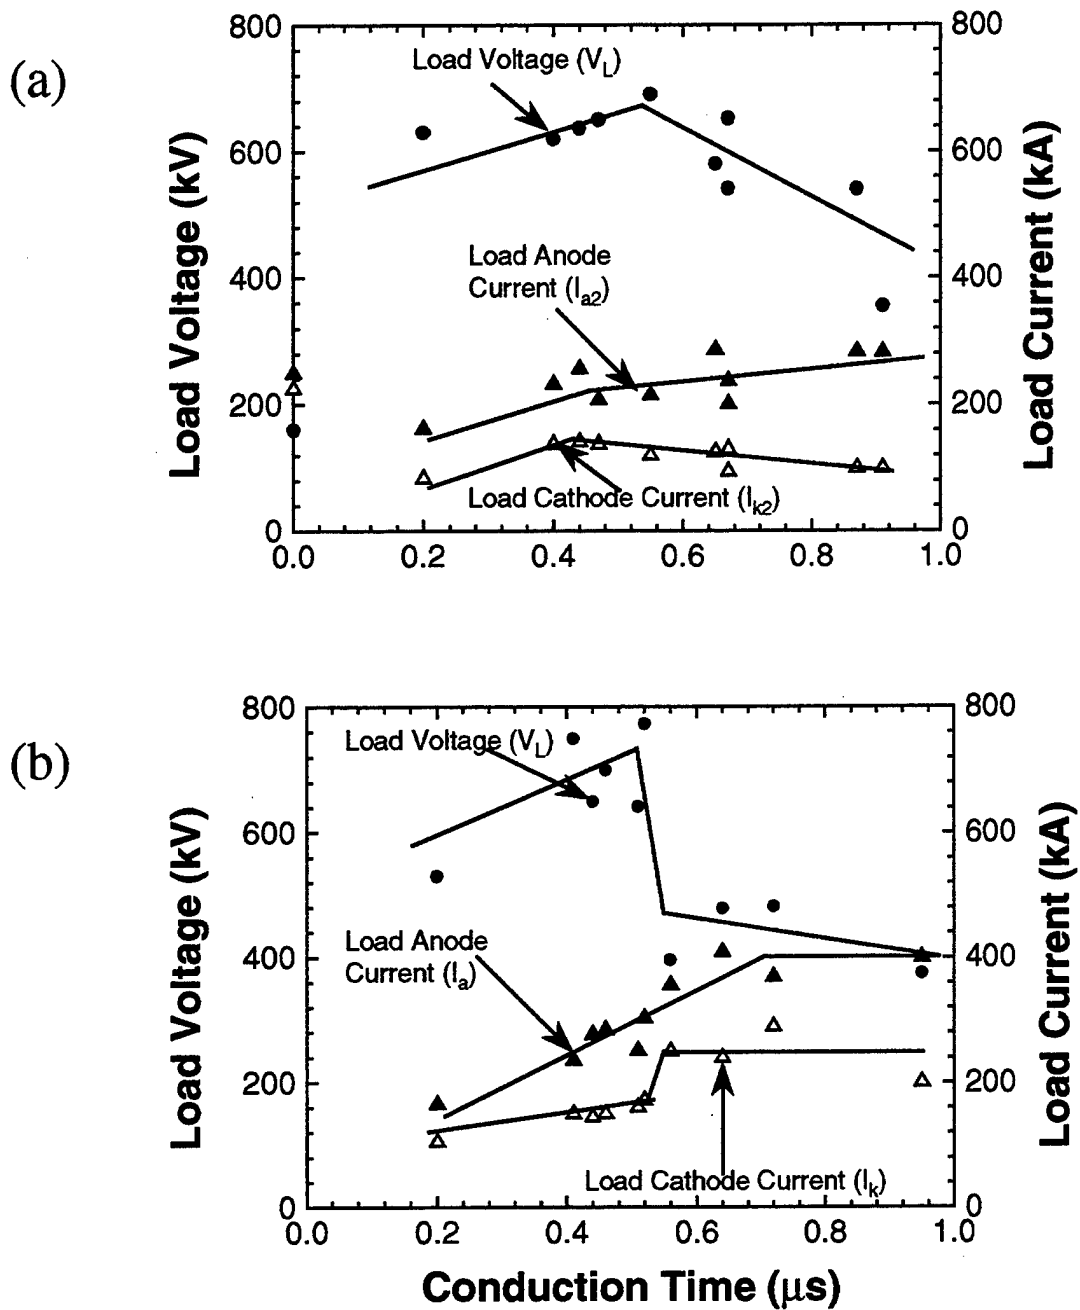 (a)
Load Voltage (kV)
Load Current (kA)
800
600
400
200
0
800
600
400
200
0
0.0 0.2 0.4 0.6 0.8 1.0
Load Voltage (V_L)
Load Anode
Current (I_a2)
Load Cathode Current (I_k2)
(b)
Load Voltage (kV)
Load Current (kA)
800
600
400
200
0
800
600
400
200
0
0.0 0.2 0.4 0.6 0.8 1.0
Load Voltage (V_L)
Load Anode
Current (I_a)
Load Cathode Current (I_k)
Conduction Time (μs)